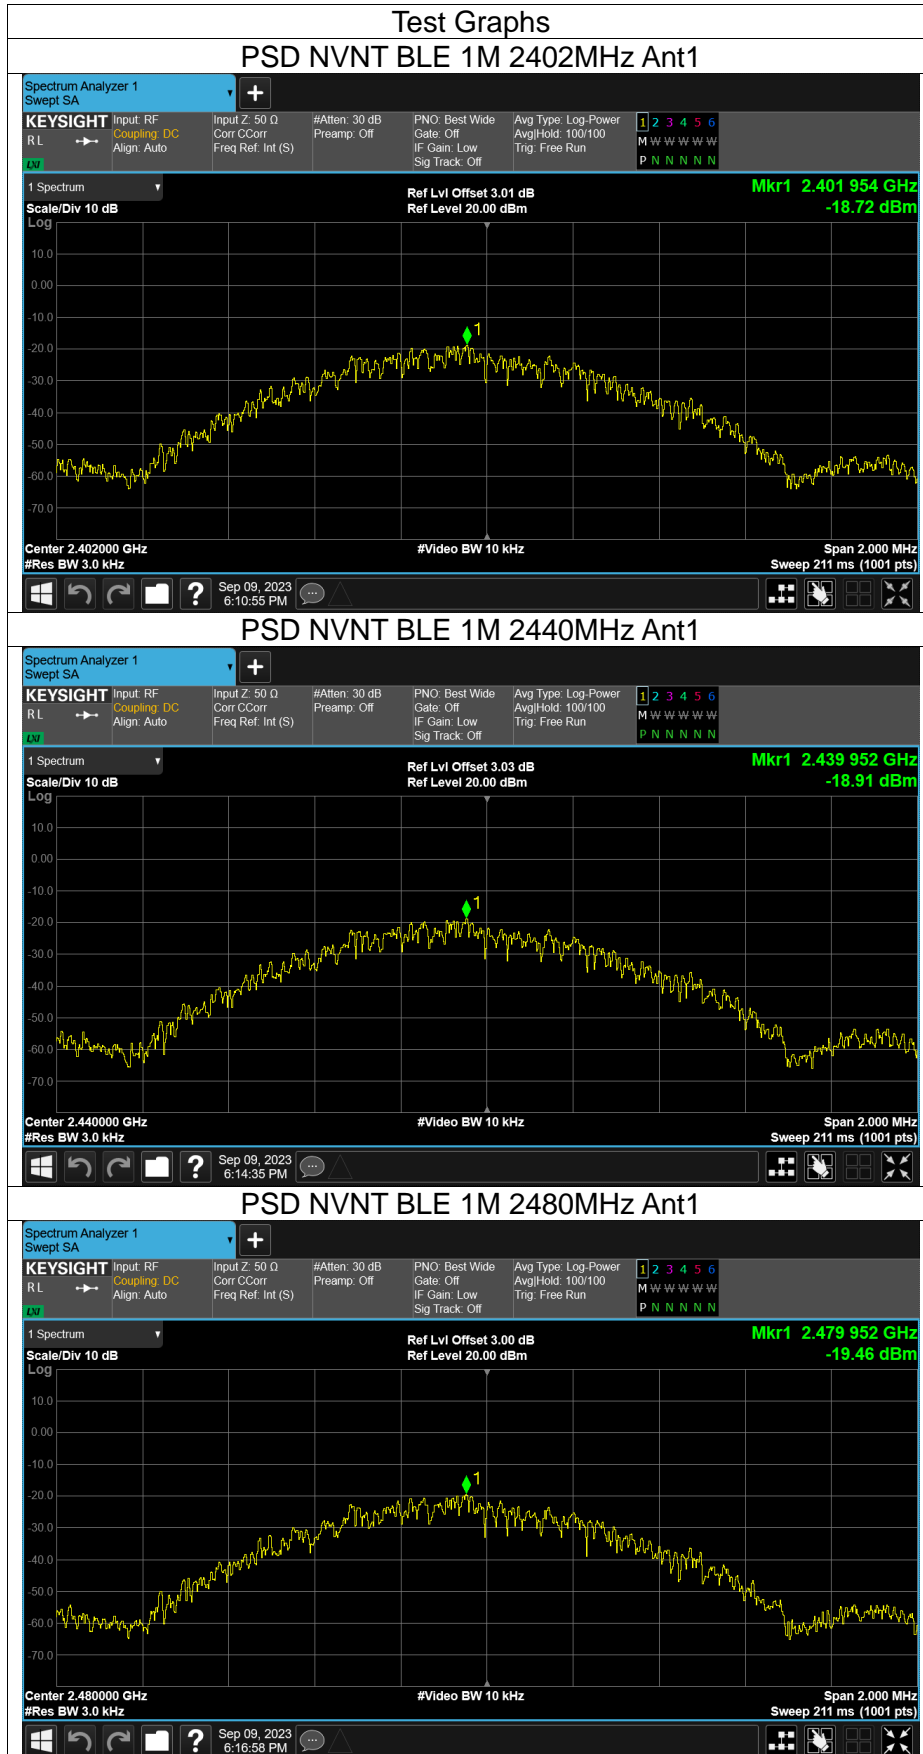 Test Graphs
PSD NVNT BLE 1M 2402MHz Ant1
Spectrum Analyzer 1
Swept SA
KEYSIGHT Input: RF Input Z: 50 Ω #Atten: 30 dB PNO: Best Wide Avg Type: Log-Power 1 2 3 4 5 6
R L Coupling: DC Corr CCorr Preamp: Off Gate: Off Avg|Hold: 100/100 M W W W W W
Align: Auto Freq Ref: Int (S) IF Gain: Low Trig: Free Run
LXI Sig Track: Off P N N N N N
1 Spectrum Ref Lvl Offset 3.01 dB Mkr1 2.401 954 GHz
Scale/Div 10 dB Ref Level 20.00 dBm -18.72 dBm
Log
10.0
0.00
1
-10.0
-20.0
-30.0
-40.0
-50.0
-60.0
-70.0
Center 2.402000 GHz #Video BW 10 kHz Span 2.000 MHz
#Res BW 3.0 kHz Sweep 211 ms (1001 pts)
? Sep 09, 2023
6:10:55 PM
PSD NVNT BLE 1M 2440MHz Ant1
Spectrum Analyzer 1
Swept SA
KEYSIGHT Input: RF Input Z: 50 Ω #Atten: 30 dB PNO: Best Wide Avg Type: Log-Power 1 2 3 4 5 6
R L Coupling: DC Corr CCorr Preamp: Off Gate: Off Avg|Hold: 100/100 M W W W W W
Align: Auto Freq Ref: Int (S) IF Gain: Low Trig: Free Run
LXI Sig Track: Off P N N N N N
1 Spectrum Ref Lvl Offset 3.03 dB Mkr1 2.439 952 GHz
Scale/Div 10 dB Ref Level 20.00 dBm -18.91 dBm
Log
10.0
0.00
-10.0
1
-20.0
-30.0
-40.0
-50.0
-60.0
-70.0
Center 2.440000 GHz #Video BW 10 kHz Span 2.000 MHz
#Res BW 3.0 kHz Sweep 211 ms (1001 pts)
? Sep 09, 2023
6:14:35 PM
PSD NVNT BLE 1M 2480MHz Ant1
Spectrum Analyzer 1
Swept SA
KEYSIGHT Input: RF Input Z: 50 Ω #Atten: 30 dB PNO: Best Wide Avg Type: Log-Power 1 2 3 4 5 6
R L Coupling: DC Corr CCorr Preamp: Off Gate: Off Avg|Hold: 100/100 M W W W W W
Align: Auto Freq Ref: Int (S) IF Gain: Low Trig: Free Run
LXI Sig Track: Off P N N N N N
1 Spectrum Ref Lvl Offset 3.00 dB Mkr1 2.479 952 GHz
Scale/Div 10 dB Ref Level 20.00 dBm -19.46 dBm
Log
10.0
0.00
-10.0
1
-20.0
-30.0
-40.0
-50.0
-60.0
-70.0
Center 2.480000 GHz #Video BW 10 kHz Span 2.000 MHz
#Res BW 3.0 kHz Sweep 211 ms (1001 pts)
? Sep 09, 2023
6:16:58 PM